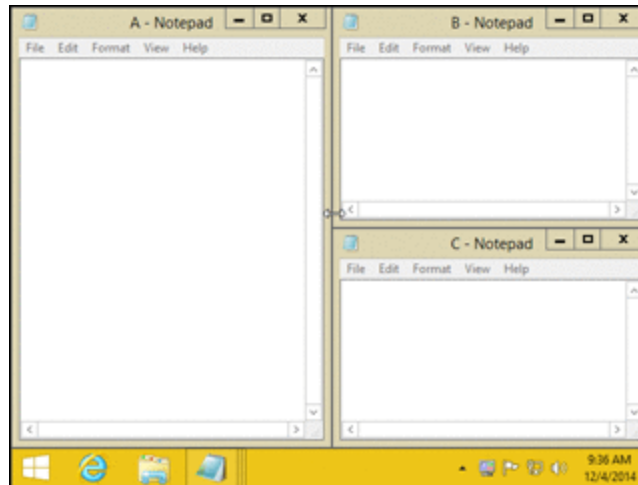 A - Notepad
File Edit Format View Help
B - Notepad
File Edit Format View Help
C - Notepad
File Edit Format View Help
9:36 AM
12/4/2014